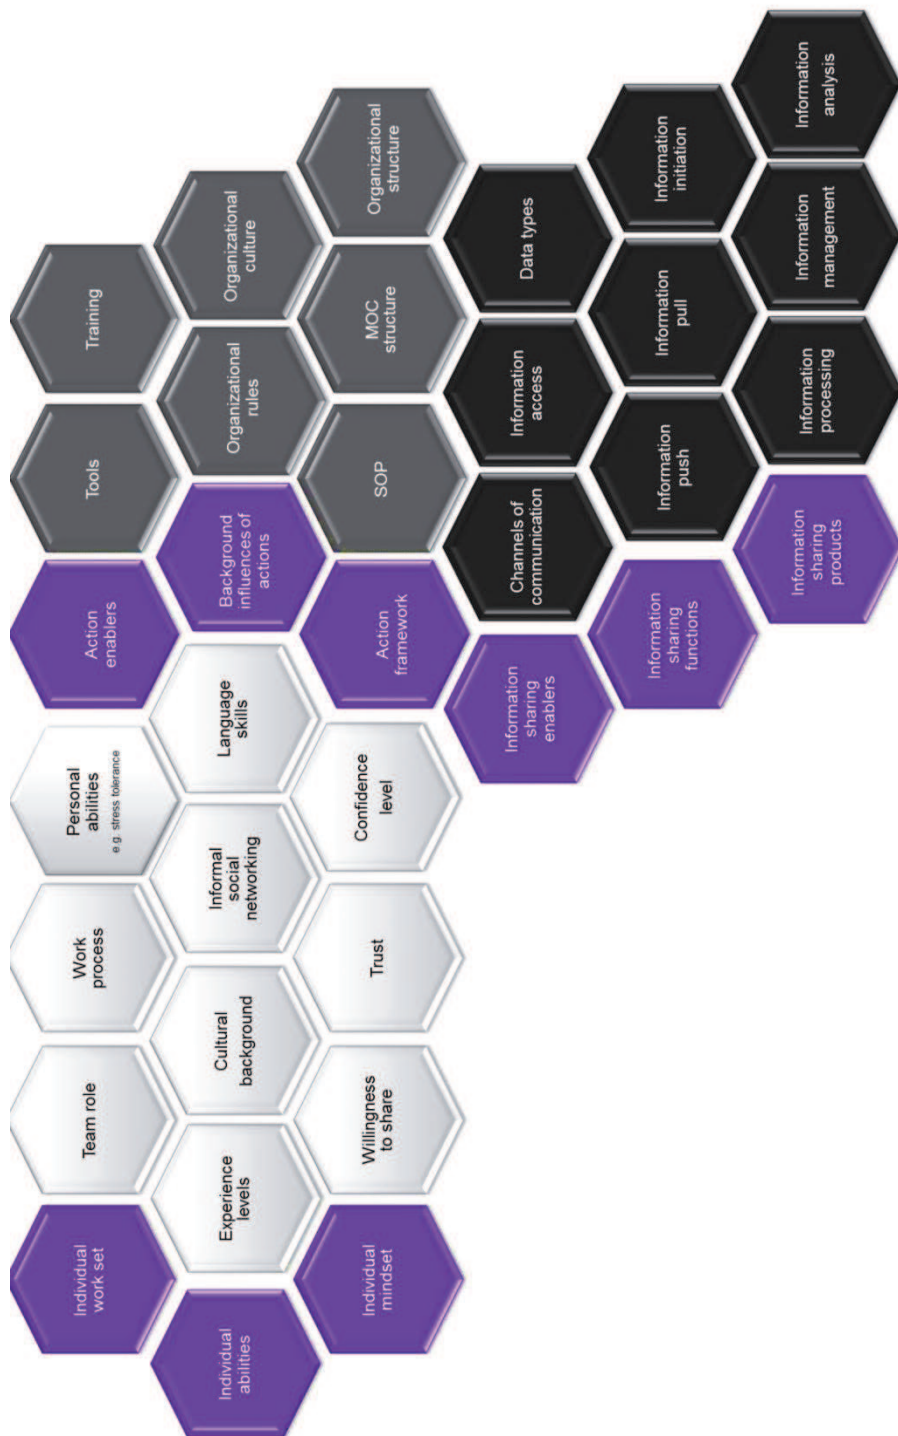 Individual
work set
Team role
Work
process
Personal
abilities
e.g. stress tolerance
Action
enablers
Tools
Training
Individual
abilities
Experience
levels
Cultural
background
Informal
social
networking
Language
skills
Background
influences of
actions
Organizational
rules
Organizational
culture
Individual
mindset
Willingness
to share
Trust
Confidence
level
Action
framework
SOP
MOC
structure
Organizational
structure
Information
sharing
enablers
Channels of
communication
Information
access
Data types
Information
sharing
functions
Information
push
Information
pull
Information
initiation
Information
sharing
products
Information
processing
Information
management
Information
analysis